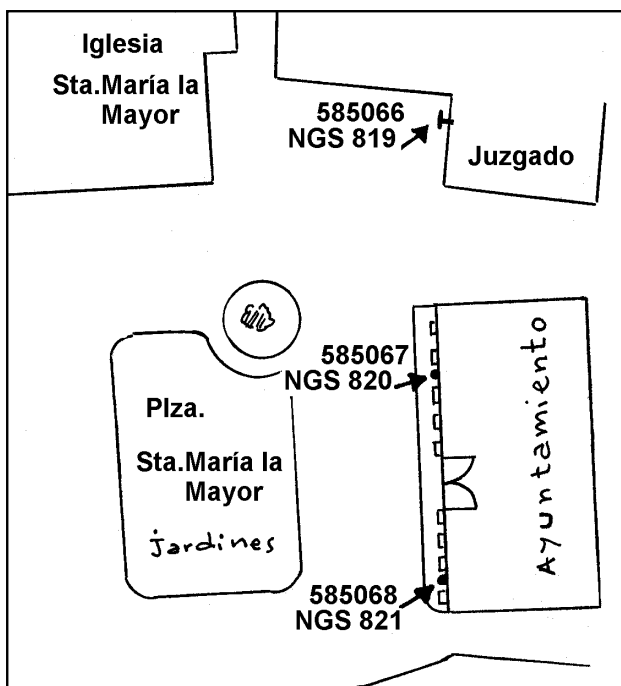 Iglesia
Sta.María la
Mayor
585066
NGS 819
Juzgado
585067
NGS 820
Plza.
Sta.María la
Mayor
jardines
Ayuntamiento
585068
NGS 821